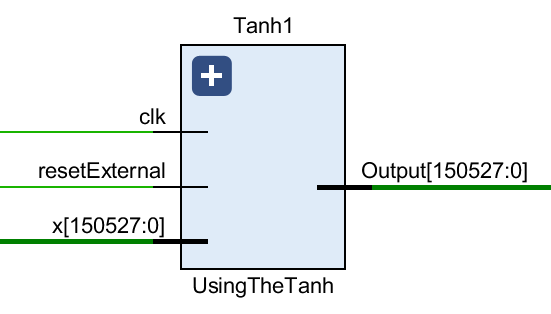 Tanh1
clk
resetExternal
x[150527:0]
Output[150527:0]
UsingTheTanh